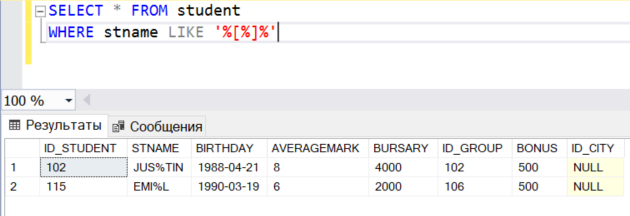 SELECT * FROM student
WHERE stname LIKE '%[%]%'
100 %
Результаты Сообщения
ID_STUDENT STNAME BIRTHDAY AVERAGEMARK BURSARY ID_GROUP BONUS ID_CITY
1 102 JUS%TIN 1988-04-21 8 4000 102 500 NULL
2 115 EMI%L 1990-03-19 6 2000 106 500 NULL